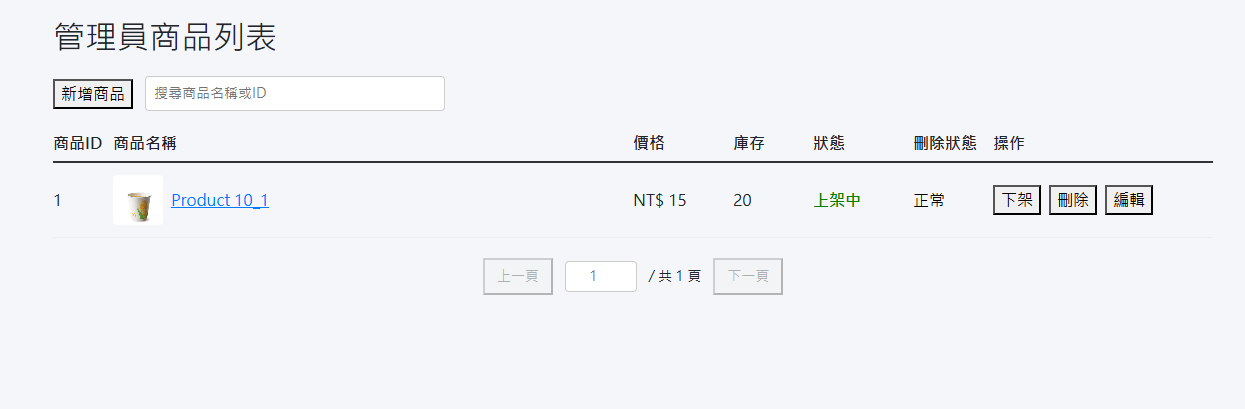 管理員商品列表
新增商品 搜尋商品名稱或ID
商品ID 商品名稱 價格 庫存 狀態 刪除狀態 操作
1 Product 10_1 NT$ 15 20 上架中 正常 下架 刪除 編輯
上一頁 1 / 共 1 頁 下一頁